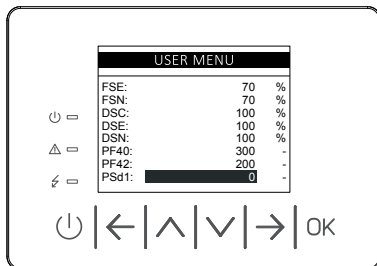 USER MENU
FSE: 70 %
FSN: 70 %
DSC: 100 %
DSE: 100 %
DSN: 100 %
PF40: 300 -
PF42: 200 -
PSd1: 0 -
OK